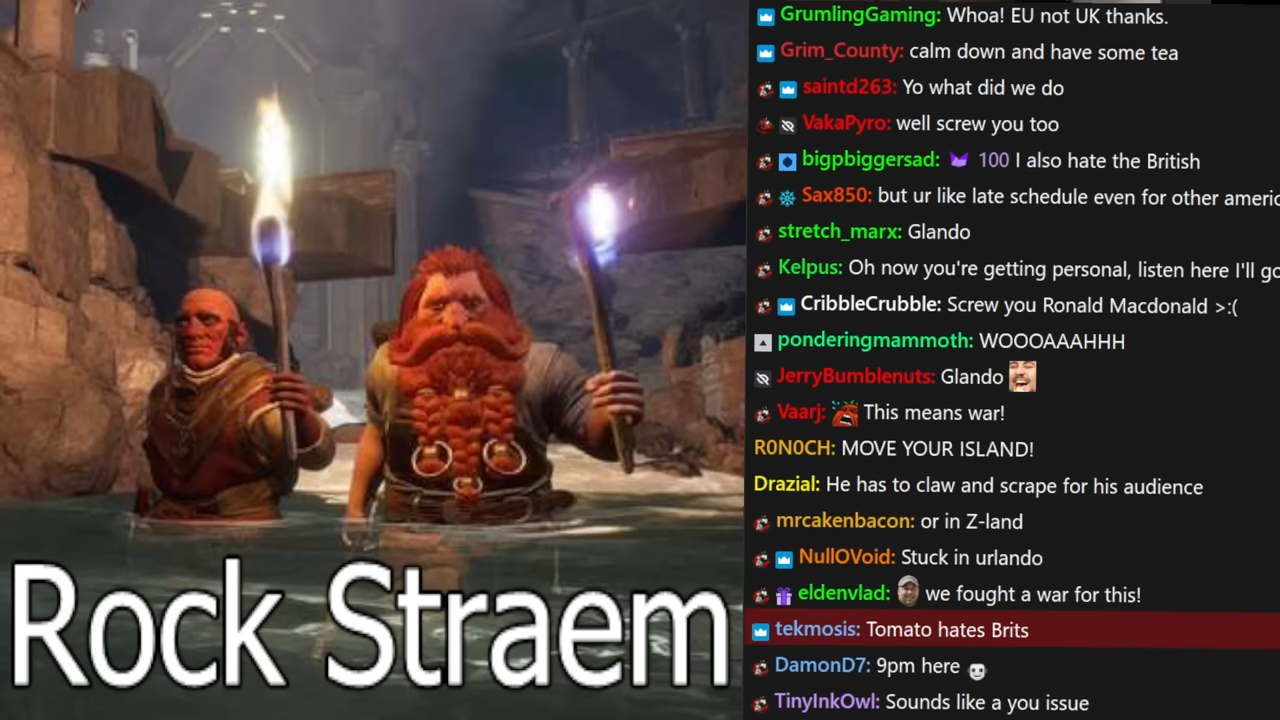 GrumlingGaming: Whoa! EU not UK thanks.
Grim_County: calm down and have some tea
saintd263: Yo what did we do
VakaPyro: well screw you too
bigpbiggersad: 100 I also hate the British
Sax850: but ur like late schedule even for other americ
stretch_marx: Glando
Kelpus: Oh now you're getting personal, listen here I'll go
CribbleCrubble: Screw you Ronald Macdonald >:(
ponderingmammoth: WOOOAAAHHH
JerryBumblenuts: Glando
Vaarj: This means war!
R0N0CH: MOVE YOUR ISLAND!
Drazial: He has to claw and scrape for his audience
mrcakenbacon: or in Z-land
NullOVoid: Stuck in urlando
eldenvlad: we fought a war for this!
tekmosis: Tomato hates Brits
DamonD7: 9pm here
TinyInkOwl: Sounds like a you issue
Rock Straem